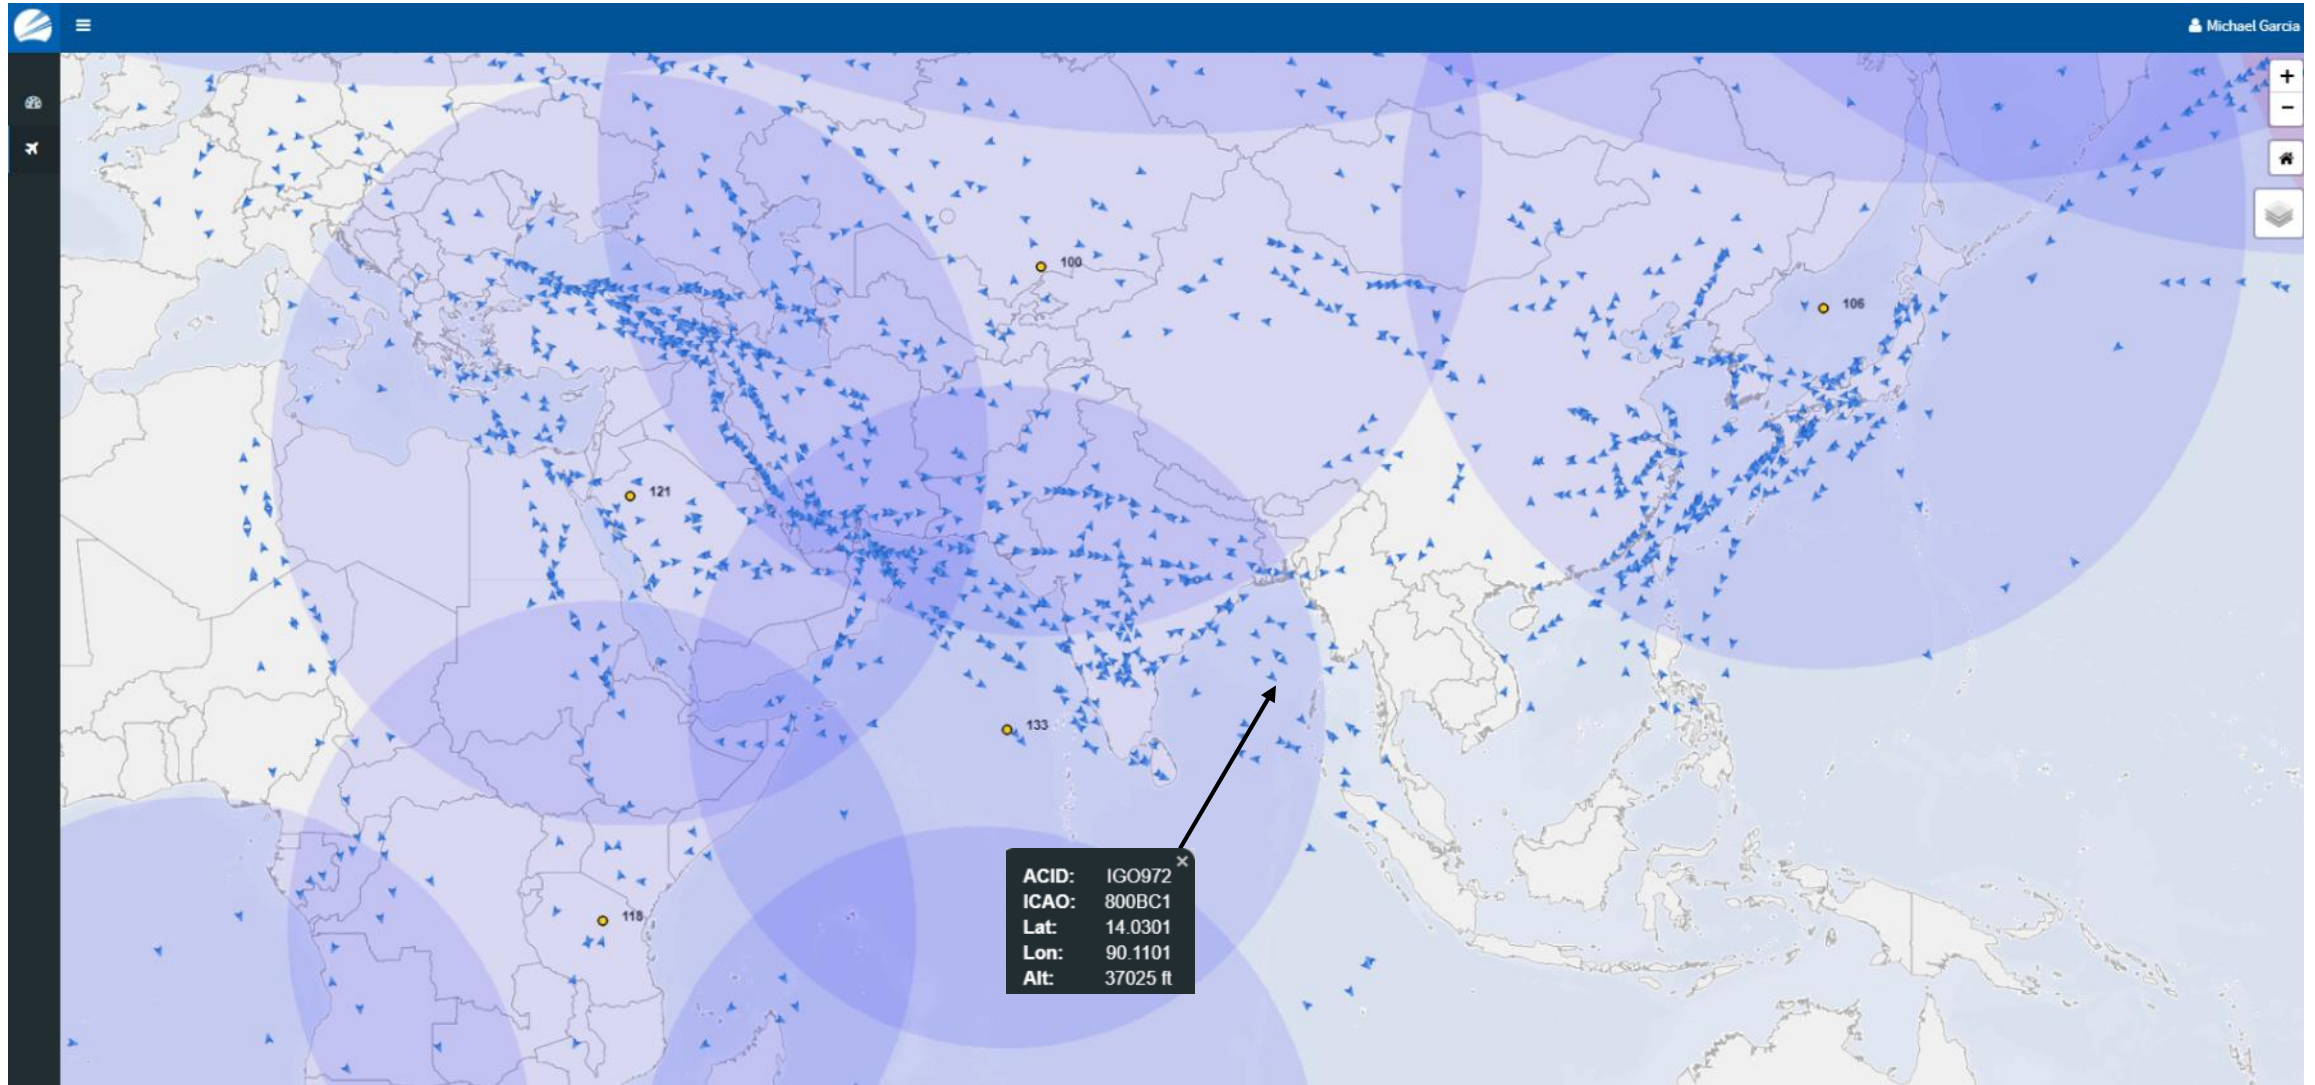 Michael Garcia
+
−
100
106
121
133
118
×
ACID: IGO972
ICAO: 800BC1
Lat: 14.0301
Lon: 90.1101
Alt: 37025 ft